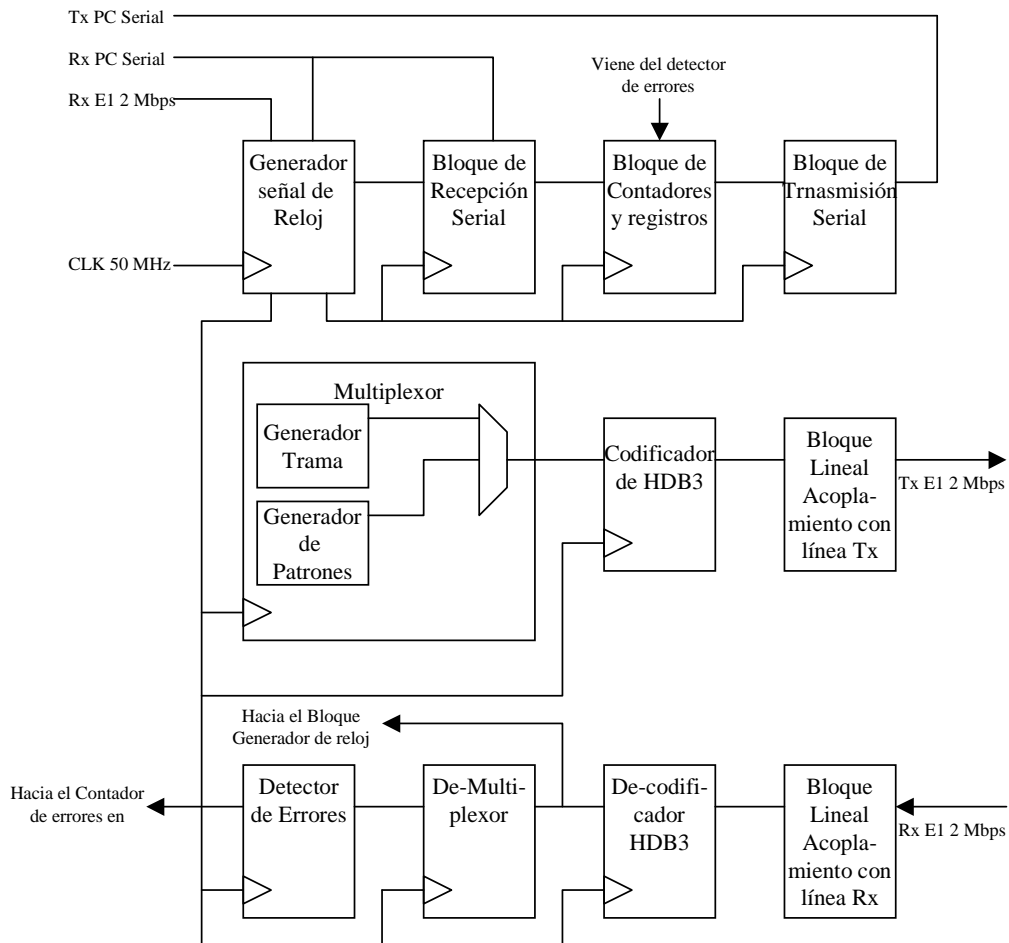 Tx PC Serial
Rx PC Serial
Rx E1 2 Mbps
Viene del detector
de errores
Generador
señal de
Reloj
Bloque de
Recepción
Serial
Bloque de
Contadores
y registros
Bloque de
Trnasmisión
Serial
CLK 50 MHz
Multiplexor
Generador
Trama
Generador
de
Patrones
Codificador
de HDB3
Bloque
Lineal
Acopla-
miento con
línea Tx
Tx E1 2 Mbps
Hacia el Bloque
Generador de reloj
Hacia el Contador
de errores en
Detector
de Errores
De-Multi-
plexor
De-codifi-
cador
HDB3
Bloque
Lineal
Acopla-
miento con
línea Rx
Rx E1 2 Mbps